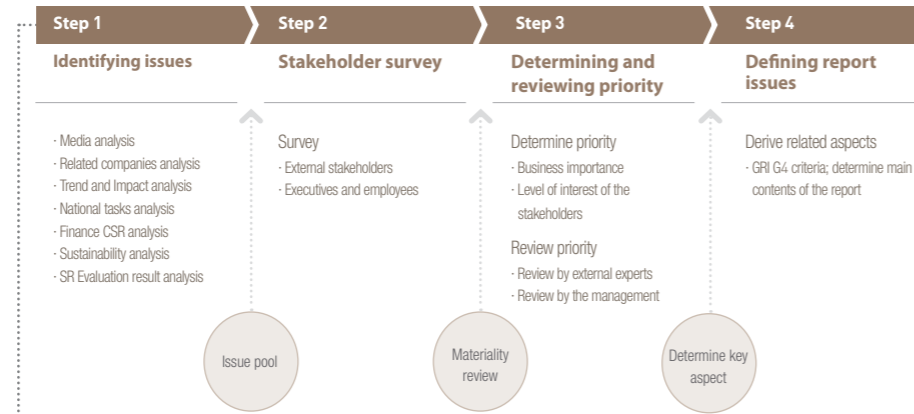 Step 1
Identifying issues
· Media analysis
· Related companies analysis
· Trend and Impact analysis
· National tasks analysis
· Finance CSR analysis
· Sustainability analysis
· SR Evaluation result analysis
Issue pool
Step 2
Stakeholder survey
Survey
· External stakeholders
· Executives and employees
Materiality
review
Step 3
Determining and
reviewing priority
Determine priority
· Business importance
· Level of interest of the
stakeholders
Review priority
· Review by external experts
· Review by the management
Determine key
aspect
Step 4
Defining report
issues
Derive related aspects
· GRI G4 criteria; determine main
contents of the report